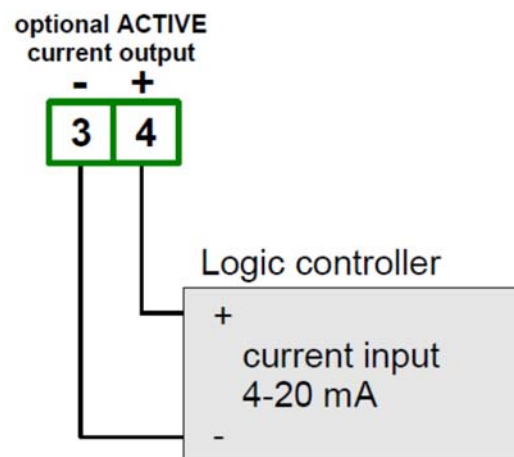 optional ACTIVE
current output
- +
3 4
Logic controller
+
current input
4-20 mA
-